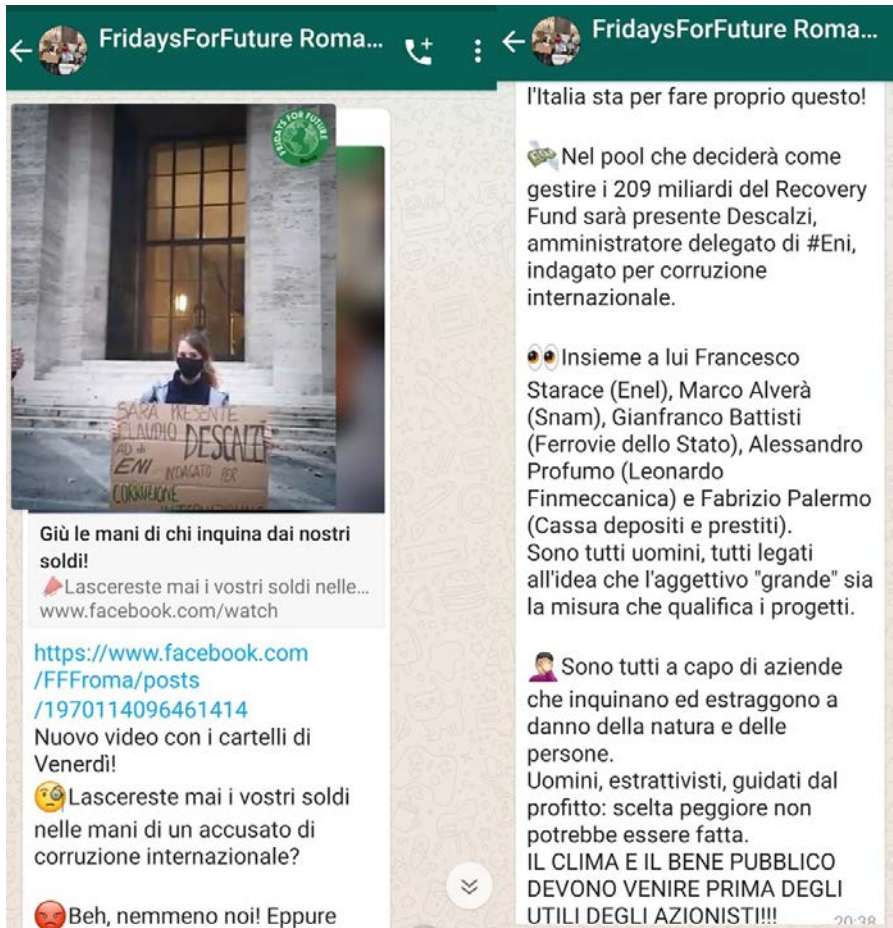 FridaysForFuture Roma...
FRIDAYS FOR FUTURE
SARÀ PRESENTE
CLAUDIO DESCALZI
AD di
ENI INDAGATO PER
CORRUZIONE
Giù le mani di chi inquina dai nostri
soldi!
📣Lascereste mai i vostri soldi nelle...
www.facebook.com/watch
https://www.facebook.com
/FFFroma/posts
/1970114096461414
Nuovo video con i cartelli di
Venerdì!
🧐Lascereste mai i vostri soldi
nelle mani di un accusato di
corruzione internazionale?
😡Beh, nemmeno noi! Eppure
FridaysForFuture Roma...
l'Italia sta per fare proprio questo!
💸Nel pool che deciderà come
gestire i 209 miliardi del Recovery
Fund sarà presente Descalzi,
amministratore delegato di #Eni,
indagato per corruzione
internazionale.
👀Insieme a lui Francesco
Starace (Enel), Marco Alverà
(Snam), Gianfranco Battisti
(Ferrovie dello Stato), Alessandro
Profumo (Leonardo
Finmeccanica) e Fabrizio Palermo
(Cassa depositi e prestiti).
Sono tutti uomini, tutti legati
all'idea che l'aggettivo "grande" sia
la misura che qualifica i progetti.
🤦Sono tutti a capo di aziende
che inquinano ed estraggono a
danno della natura e delle
persone.
Uomini, estrattivisti, guidati dal
profitto: scelta peggiore non
potrebbe essere fatta.
IL CLIMA E IL BENE PUBBLICO
DEVONO VENIRE PRIMA DEGLI
UTILI DEGLI AZIONISTI!!!
20:38